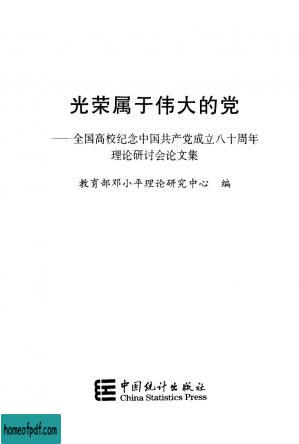 光荣属于伟大的党
——全国高校纪念中国共产党成立八十周年
理论研讨会论文集
教育部邓小平理论研究中心 编
中国统计出版社
China Statistics Press
homeofpdf.com